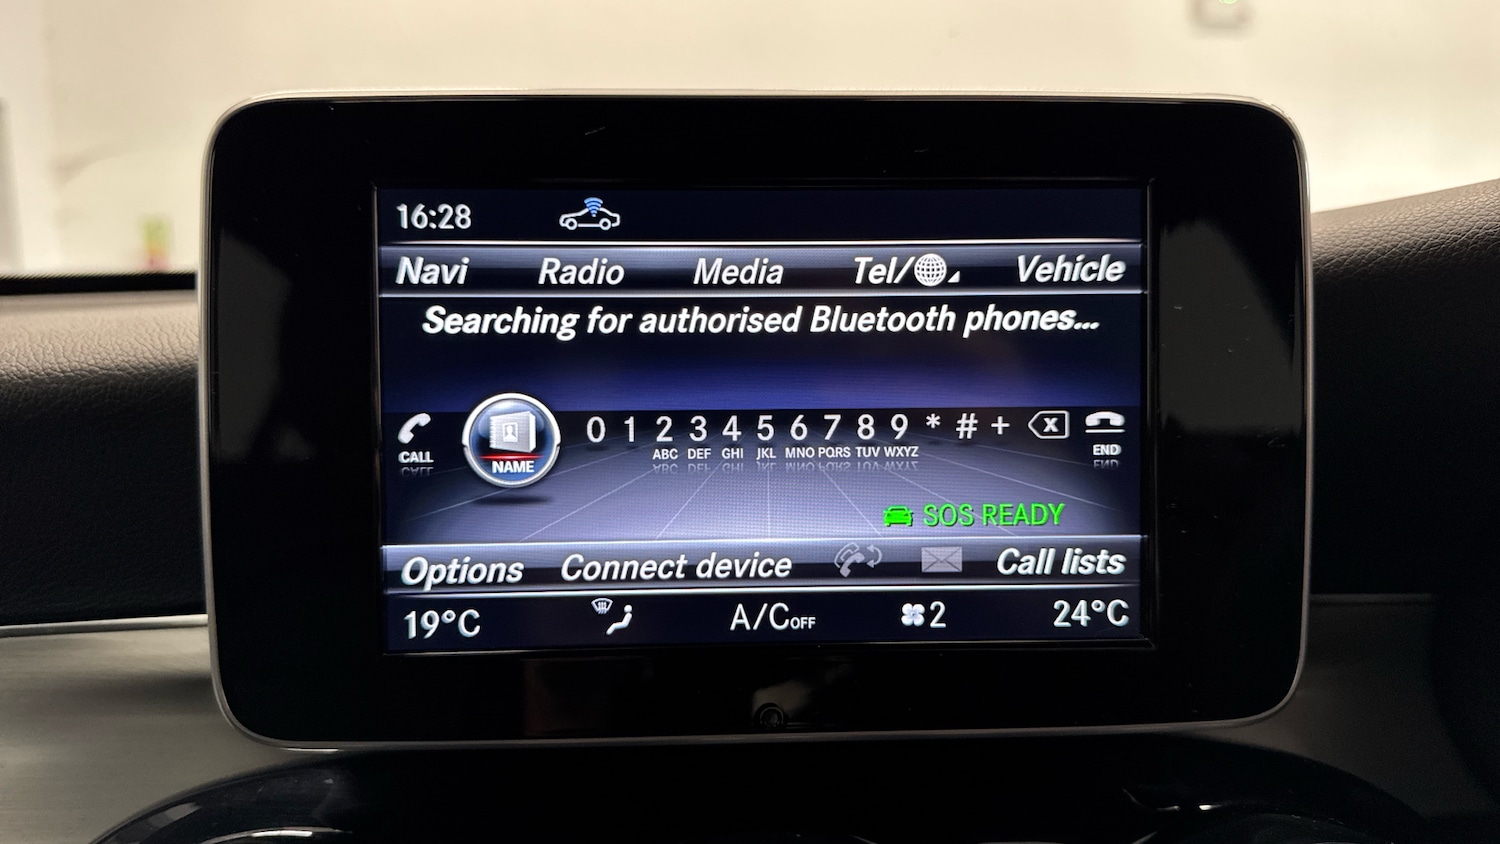 16:28
Navi Radio Media Tel/ Vehicle
Searching for authorised Bluetooth phones...
0 1 2 3 4 5 6 7 8 9 * # +
CALL NAME ABC DEF GHI JKL MNO PQRS TUV WXYZ END
SOS READY
Options Connect device Call lists
19°C A/C OFF 2 24°C